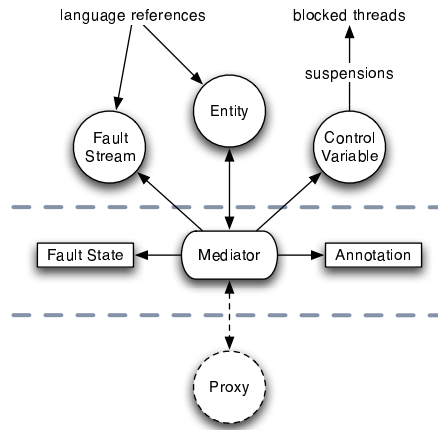 language references
blocked threads
suspensions
Entity
Fault
Stream
Control
Variable
Fault State
Mediator
Annotation
Proxy